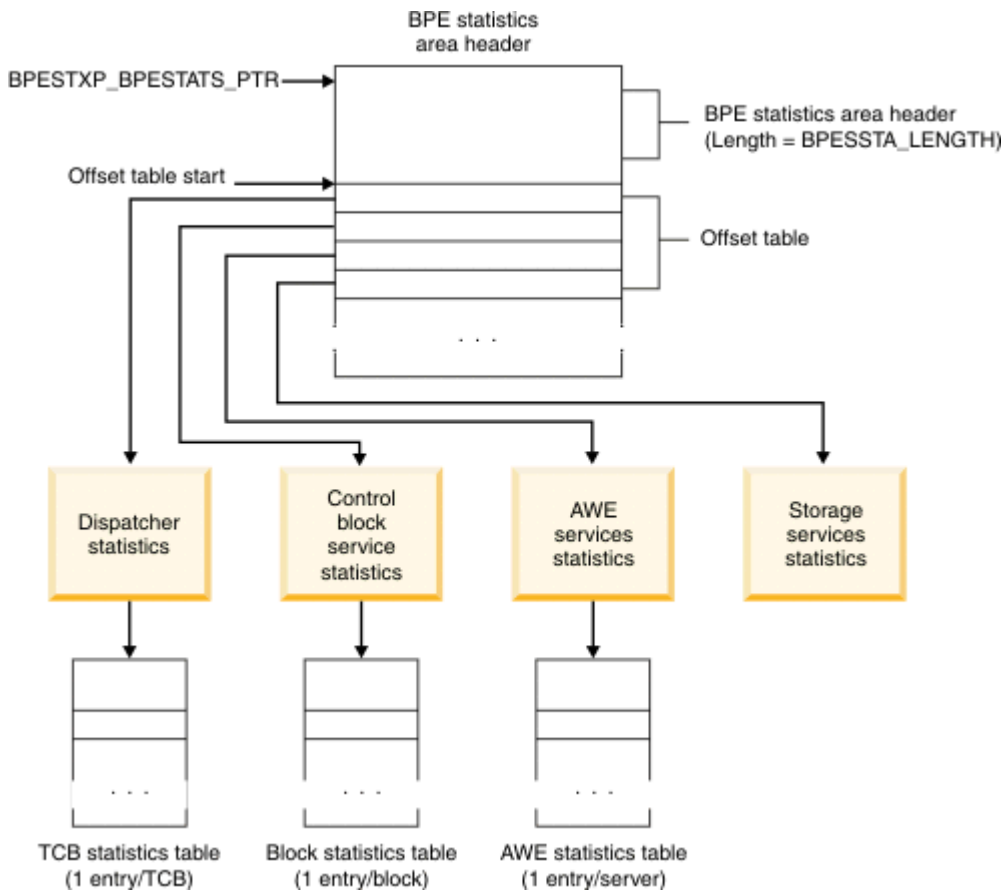 BPE statistics
area header
BPESTXP_BPESTATS_PTR
BPE statistics area header
(Length = BPESSTA_LENGTH)
Offset table start
Offset table
. . .
Dispatcher
statistics
Control
block
service
statistics
AWE
services
statistics
Storage
services
statistics
. . .
. . .
. . .
TCB statistics table
(1 entry/TCB)
Block statistics table
(1 entry/block)
AWE statistics table
(1 entry/server)